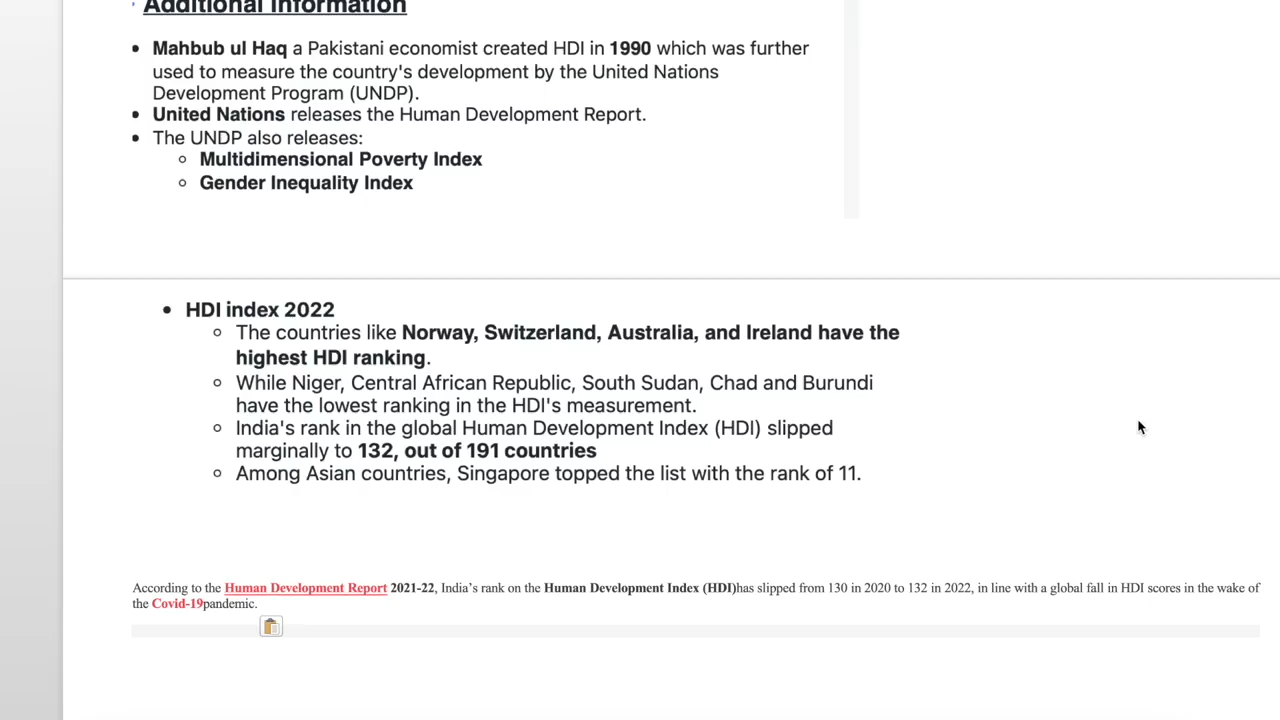 Additional Information
Mahbub ul Haq a Pakistani economist created HDI in 1990 which was further
used to measure the country's development by the United Nations
Development Program (UNDP).
United Nations releases the Human Development Report.
The UNDP also releases:
Multidimensional Poverty Index
Gender Inequality Index
HDI index 2022
The countries like Norway, Switzerland, Australia, and Ireland have the
highest HDI ranking.
While Niger, Central African Republic, South Sudan, Chad and Burundi
have the lowest ranking in the HDI's measurement.
India's rank in the global Human Development Index (HDI) slipped
marginally to 132, out of 191 countries
Among Asian countries, Singapore topped the list with the rank of 11.
According to the Human Development Report 2021-22, India's rank on the Human Development Index (HDI)has slipped from 130 in 2020 to 132 in 2022, in line with a global fall in HDI scores in the wake of
the Covid-19pandemic.